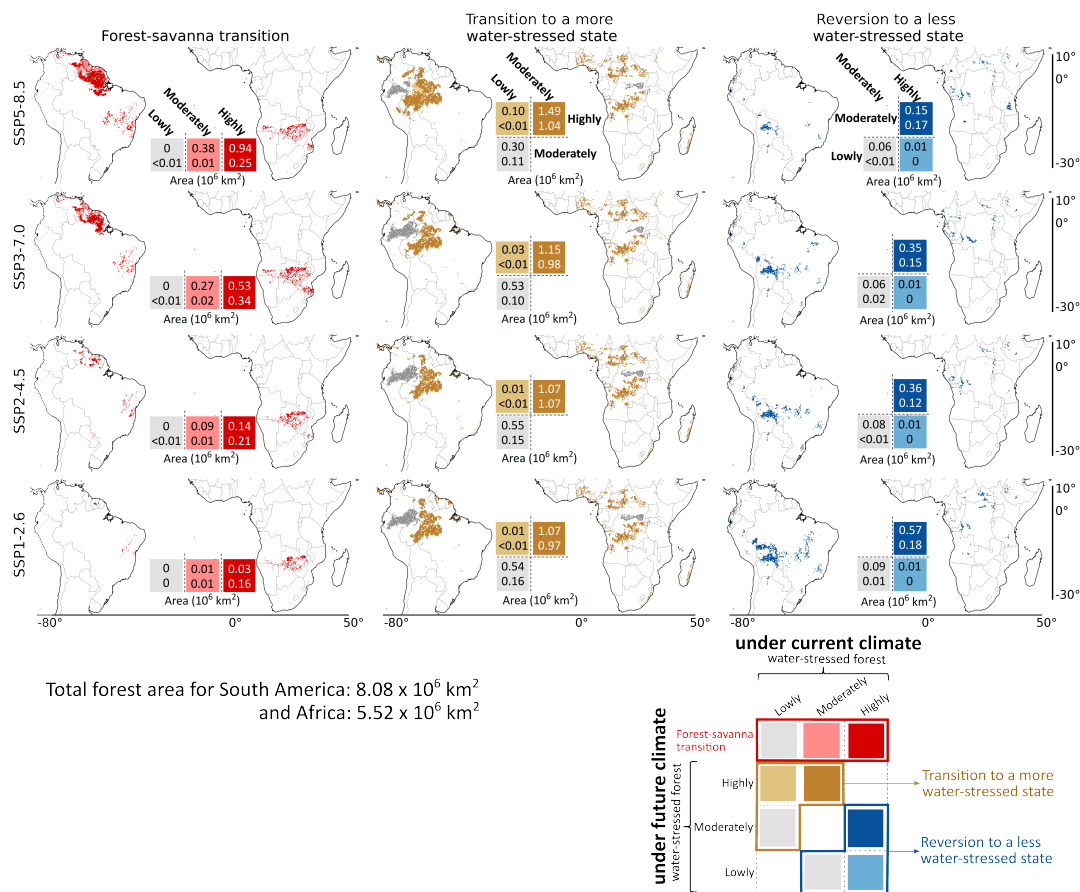 Forest-savanna transition
Transition to a more
water-stressed state
Reversion to a less
water-stressed state
SSP5-8.5
Lowly
Moderately
Highly
0 0.38 0.94
<0.01 0.01 0.25
Area (10⁶ km²)
Lowly
Moderately
0.10 1.49
<0.01 1.04
Highly
0.30
0.11
Moderately
Area (10⁶ km²)
Moderately
Highly
Moderately
0.15
0.17
Lowly
0.06 0.01
<0.01 0
Area (10⁶ km²)
10°
0°
-30°
SSP3-7.0
0 0.27 0.53
<0.01 0.02 0.34
Area (10⁶ km²)
0.03 1.15
<0.01 0.98
0.53
0.10
Area (10⁶ km²)
0.35
0.15
0.06 0.01
0.02 0
Area (10⁶ km²)
10°
0°
-30°
SSP2-4.5
0 0.09 0.14
<0.01 0.01 0.21
Area (10⁶ km²)
0.01 1.07
<0.01 1.07
0.55
0.15
Area (10⁶ km²)
0.36
0.12
0.08 0.01
<0.01 0
Area (10⁶ km²)
10°
0°
-30°
SSP1-2.6
0 0.01 0.03
0 0.01 0.16
Area (10⁶ km²)
0.01 1.07
<0.01 0.97
0.54
0.16
Area (10⁶ km²)
0.57
0.18
0.09 0.01
0.01 0
Area (10⁶ km²)
10°
0°
-30°
-80° 0° 50°
-80° 0° 50°
-80° 0° 50°
Total forest area for South America: 8.08 x 10⁶ km²
and Africa: 5.52 x 10⁶ km²
under current climate
water-stressed forest
Lowly
Moderately
Highly
under future climate
water-stressed forest
Forest-savanna
transition
Highly
Moderately
Lowly
Transition to a more
water-stressed state
Reversion to a less
water-stressed state